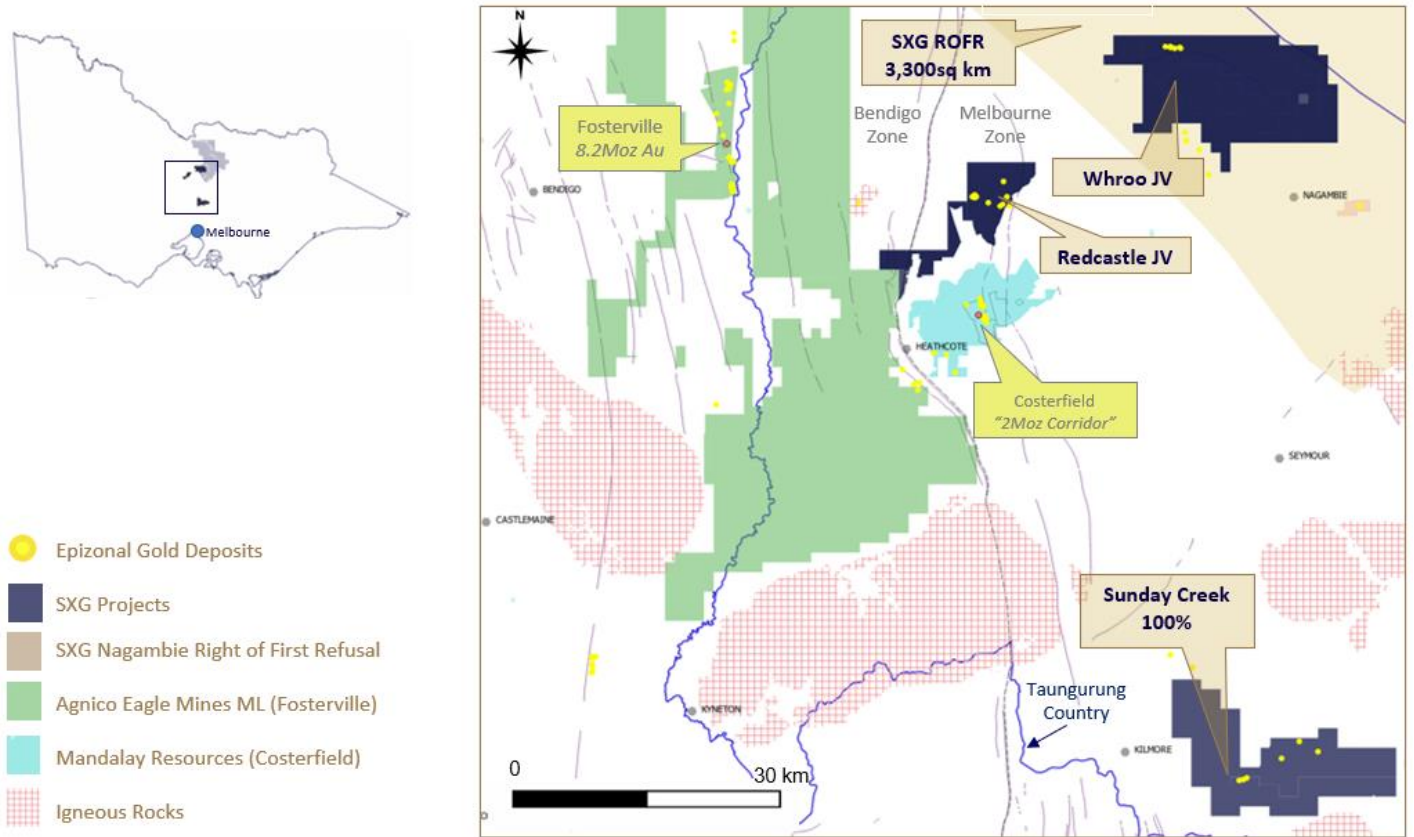 Melbourne
Epizonal Gold Deposits
SXG Projects
SXG Nagambie Right of First Refusal
Agnico Eagle Mines ML (Fosterville)
Mandalay Resources (Costerfield)
Igneous Rocks
N
SXG ROFR
3,300sq km
Bendigo
Zone
Melbourne
Zone
Fosterville
8.2Moz Au
BENDIGO
Whroo JV
NAGAMBIE
Redcastle JV
HEATHCOTE
Costerfield
"2Moz Corridor"
SEYMOUR
CASTLEMAINE
Sunday Creek
100%
Taungurung
Country
KYNETON
KILMORE
0
30 km